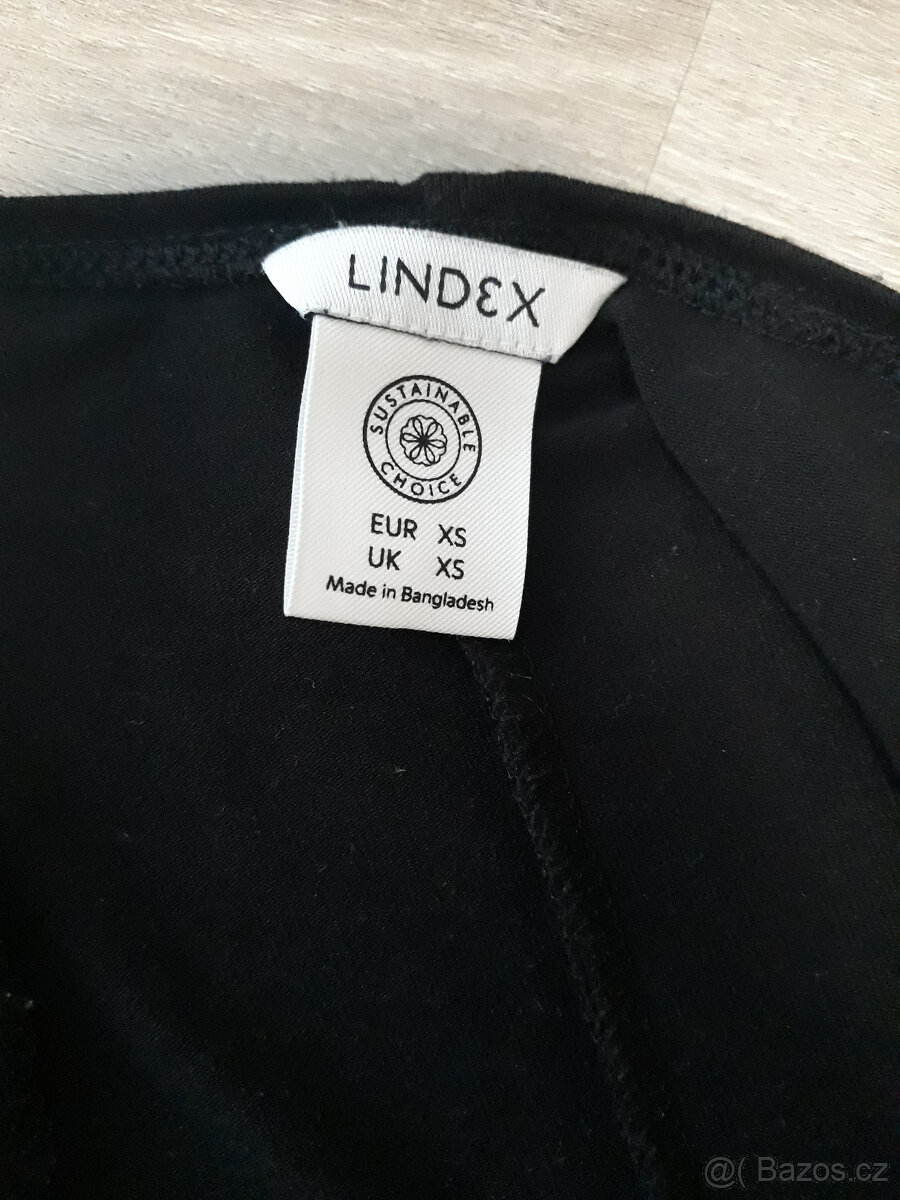 LINDEX
SUSTAINABLE
CHOICE
EUR XS
UK XS
Made in Bangladesh
@( Bazos.cz